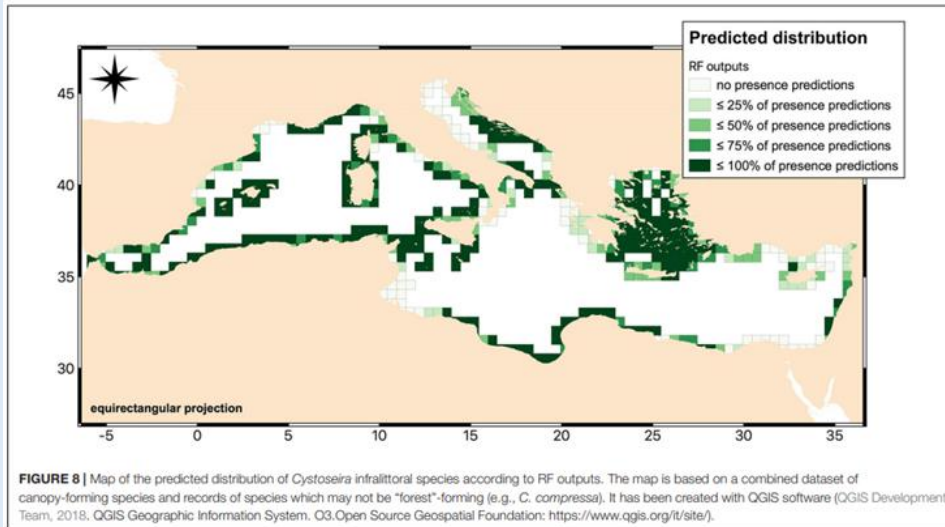 Predicted distribution
RF outputs
no presence predictions
≤ 25% of presence predictions
≤ 50% of presence predictions
≤ 75% of presence predictions
≤ 100% of presence predictions
45
40
35
30
equirectangular projection
-5 0 5 10 15 20 25 30 35
FIGURE 8 | Map of the predicted distribution of Cystoseira infralittoral species according to RF outputs. The map is based on a combined dataset of
canopy-forming species and records of species which may not be "forest"-forming (e.g., C. compressa). It has been created with QGIS software (QGIS Development
Team, 2018. QGIS Geographic Information System. O3.Open Source Geospatial Foundation: https://www.qgis.org/it/site/).